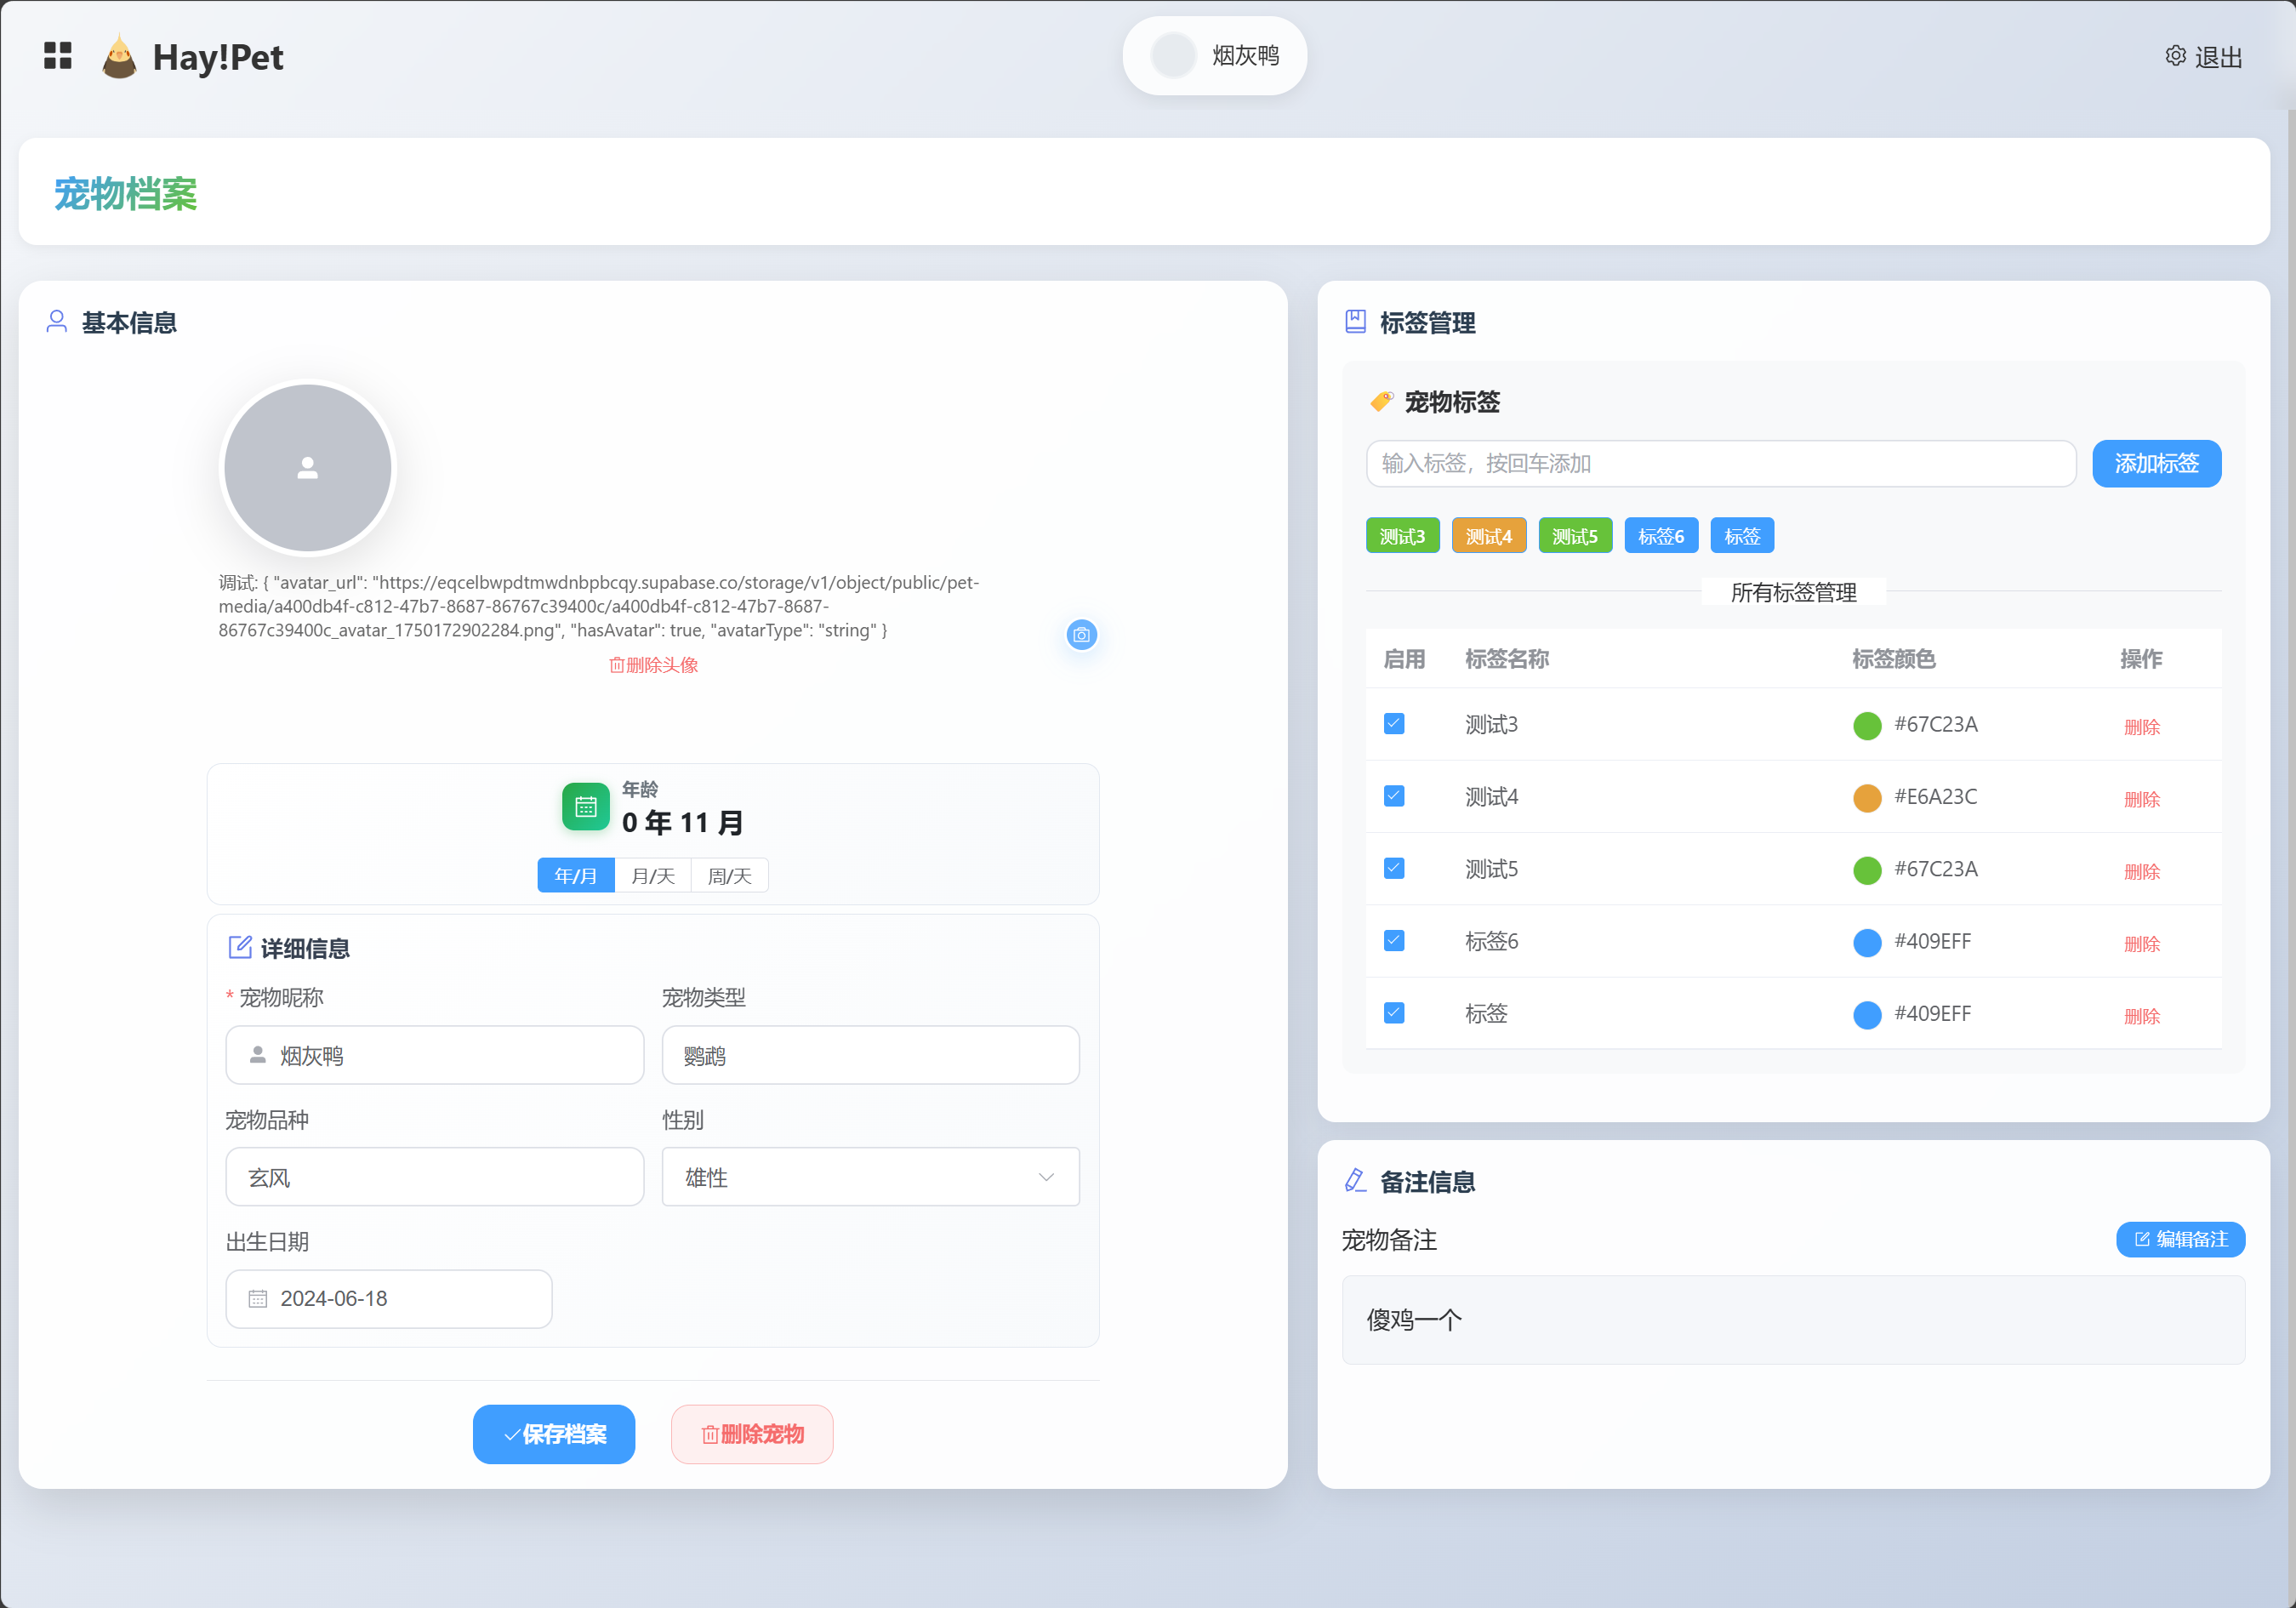 Hay!Pet
烟灰鸭
退出
宠物档案
基本信息
调试: { "avatar_url": "https://eqcelbwpdtmwdnbpbcqy.supabase.co/storage/v1/object/public/pet-
media/a400db4f-c812-47b7-8687-86767c39400c/a400db4f-c812-47b7-8687-
86767c39400c_avatar_1750172902284.png", "hasAvatar": true, "avatarType": "string" }
删除头像
年龄
0 年 11 月
年/月 月/天 周/天
详细信息
* 宠物昵称 宠物类型
烟灰鸭 鹦鹉
宠物品种 性别
玄风 雄性
出生日期
2024-06-18
保存档案 删除宠物
标签管理
宠物标签
输入标签，按回车添加 添加标签
测试3 测试4 测试5 标签6 标签
所有标签管理
启用 标签名称 标签颜色 操作
测试3 #67C23A 删除
测试4 #E6A23C 删除
测试5 #67C23A 删除
标签6 #409EFF 删除
标签 #409EFF 删除
备注信息
宠物备注 编辑备注
傻鸡一个